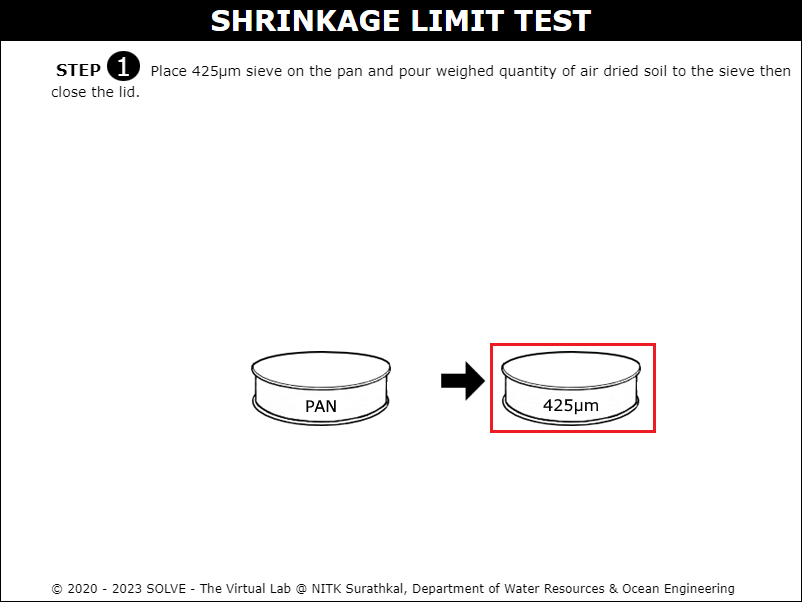 SHRINKAGE LIMIT TEST
STEP 1 Place 425μm sieve on the pan and pour weighed quantity of air dried soil to the sieve then
close the lid.
PAN
425μm
© 2020 - 2023 SOLVE - The Virtual Lab @ NITK Surathkal, Department of Water Resources & Ocean Engineering